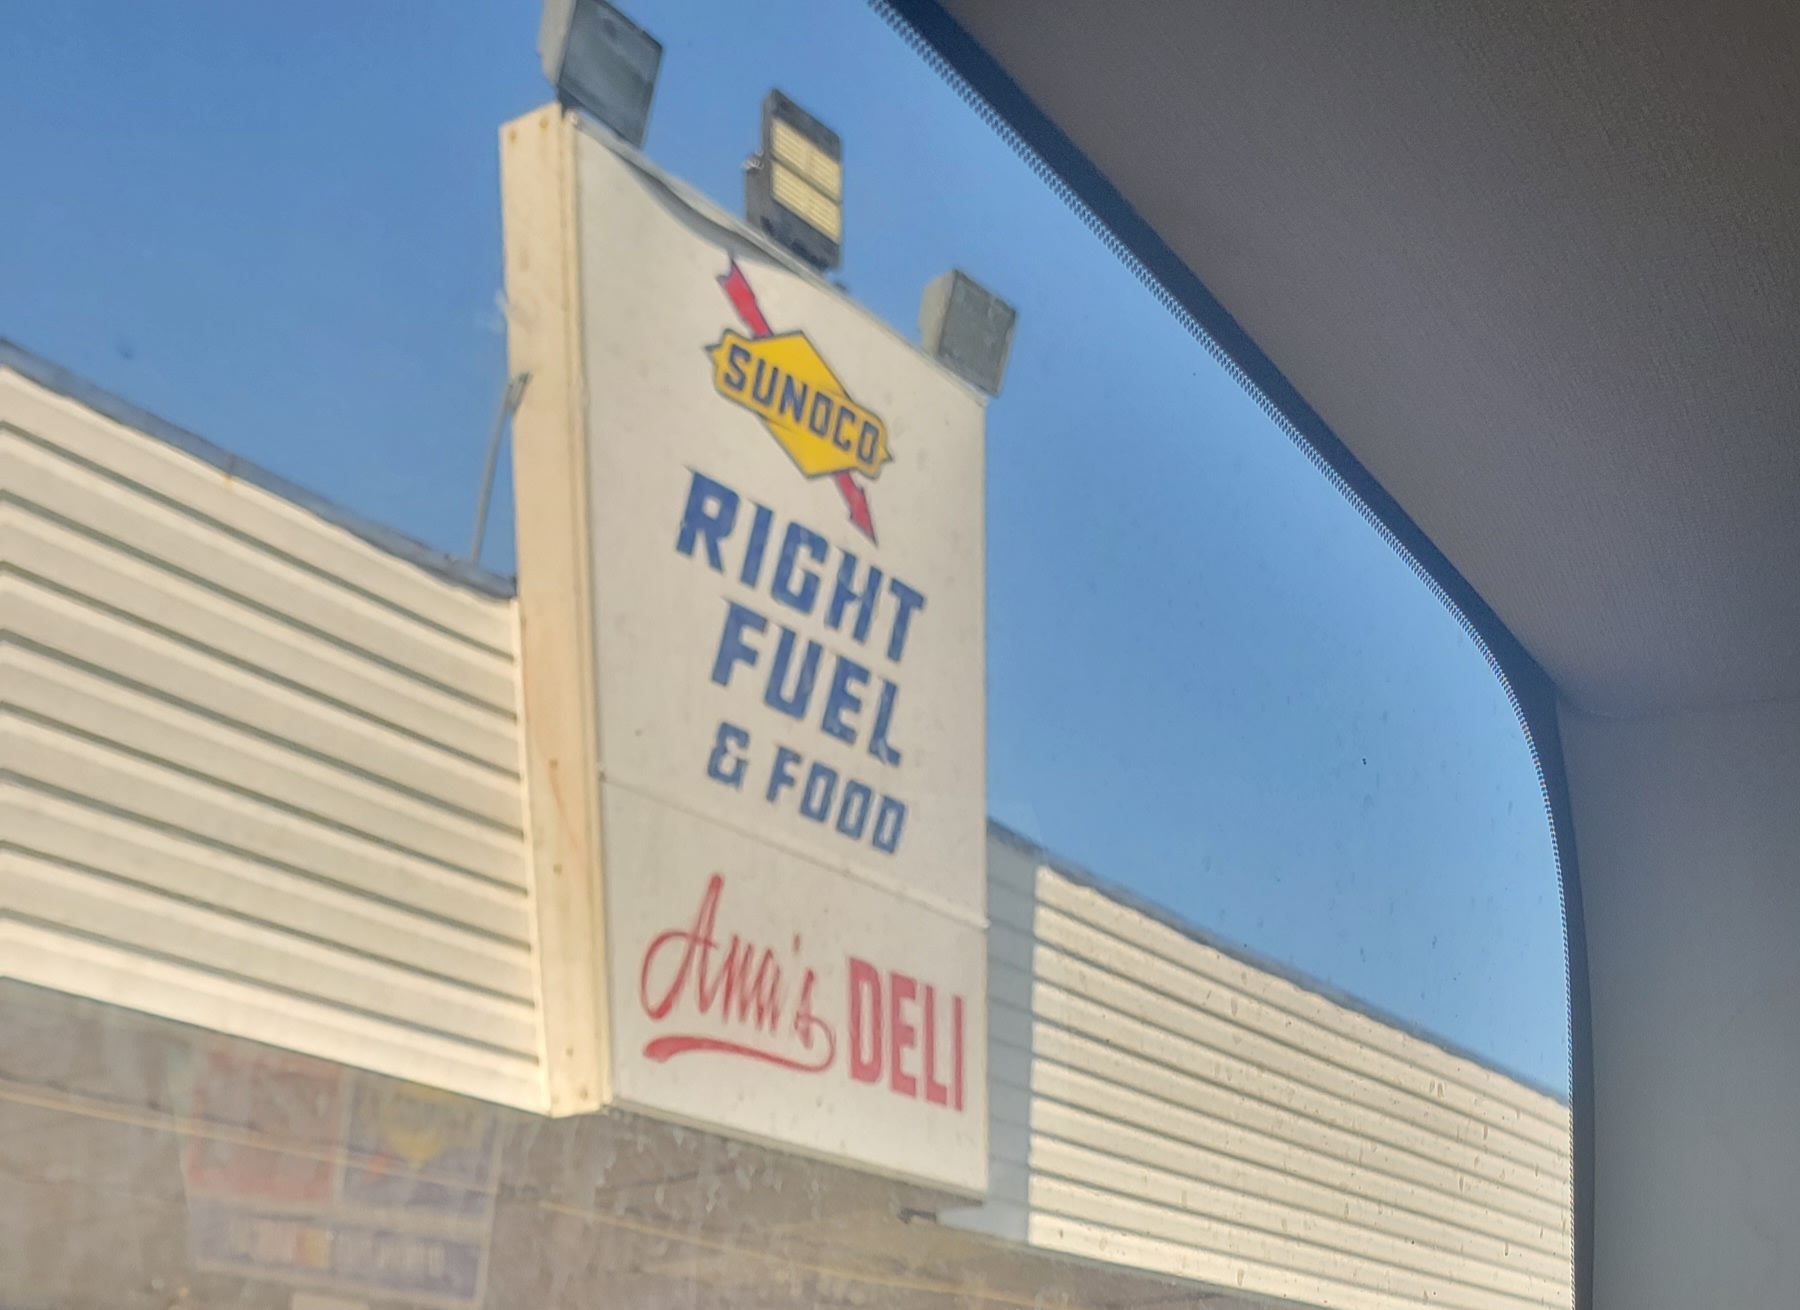 SUNOCO
RIGHT
FUEL
& FOOD
Ana's DELI